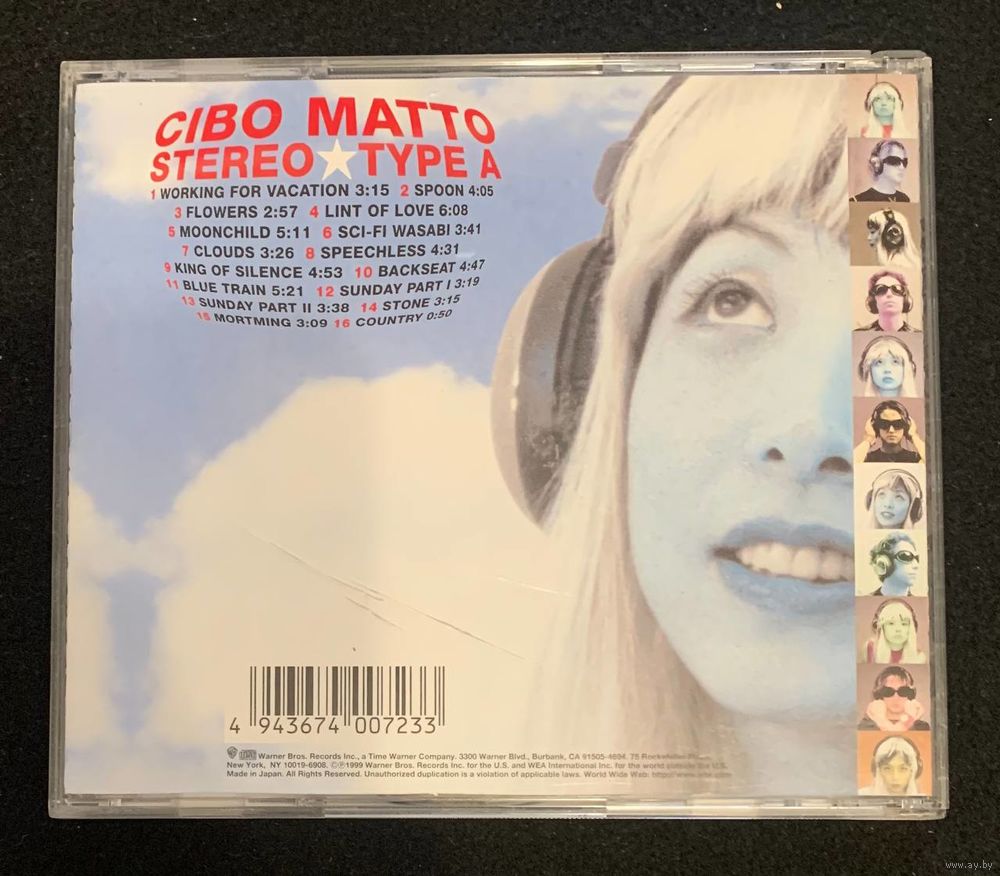 CIBO MATTO
STEREO★TYPE A
1 WORKING FOR VACATION 3:15 2 SPOON 4:05
3 FLOWERS 2:57 4 LINT OF LOVE 6:08
5 MOONCHILD 5:11 6 SCI-FI WASABI 3:41
7 CLOUDS 3:26 8 SPEECHLESS 4:31
9 KING OF SILENCE 4:53 10 BACKSEAT 4:47
11 BLUE TRAIN 5:21 12 SUNDAY PART I 3:19
13 SUNDAY PART II 3:38 14 STONE 3:15
15 MORTMING 3:09 16 COUNTRY 0:50
4 943674 007233
Warner Bros. Records Inc., a Time Warner Company. 3300 Warner Blvd., Burbank, CA 91505-4694. 75 Rockefeller
New York, NY 10019-6908. ©℗1999 Warner Bros. Records Inc. for the U.S. and WEA International Inc. for the world outside the U.S.
Made in Japan. All Rights Reserved. Unauthorized duplication is a violation of applicable laws. World Wide Web:
www.ay.by